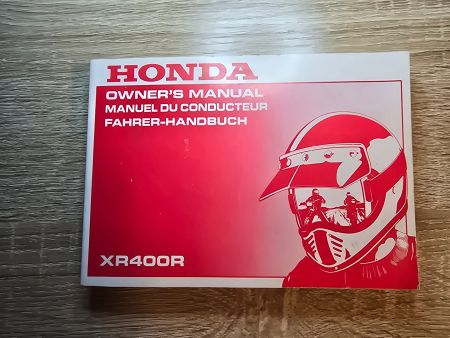 HONDA
OWNER'S MANUAL
MANUEL DU CONDUCTEUR
FAHRER-HANDBUCH
XR400R